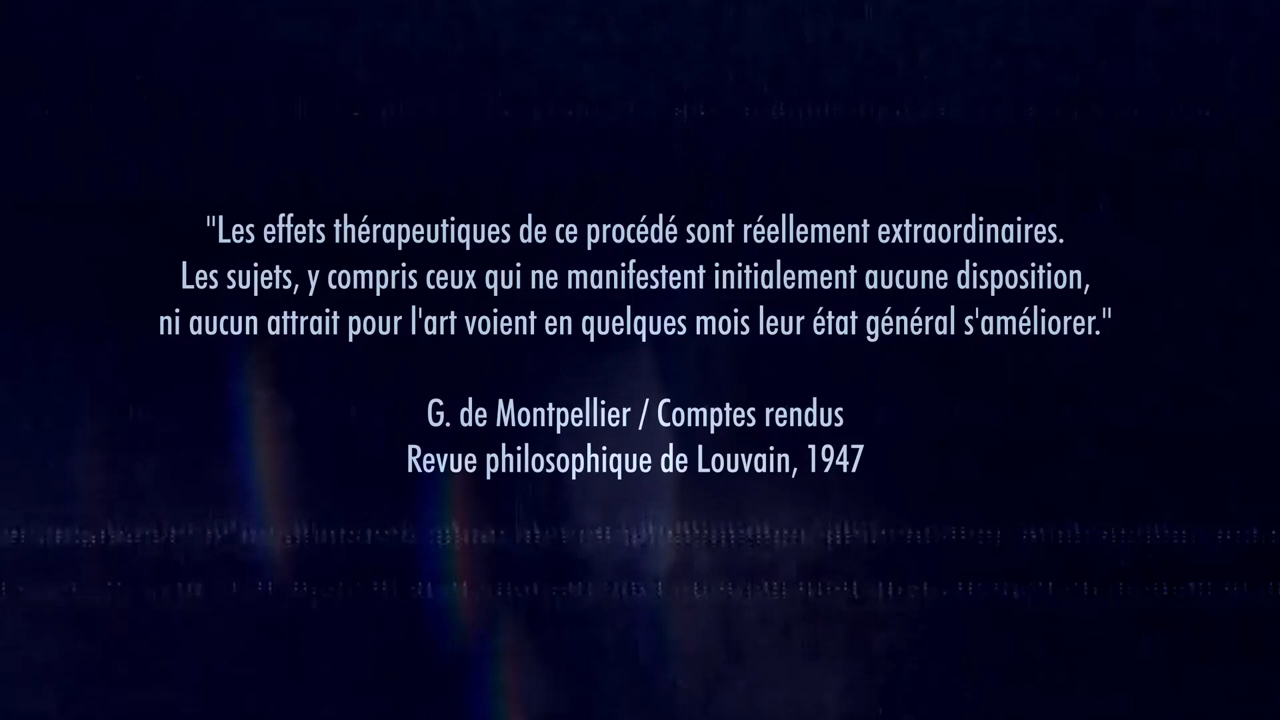 "Les effets thérapeutiques de ce procédé sont réellement extraordinaires.
Les sujets, y compris ceux qui ne manifestent initialement aucune disposition,
ni aucun attrait pour l'art voient en quelques mois leur état général s'améliorer."
G. de Montpellier / Comptes rendus
Revue philosophique de Louvain, 1947